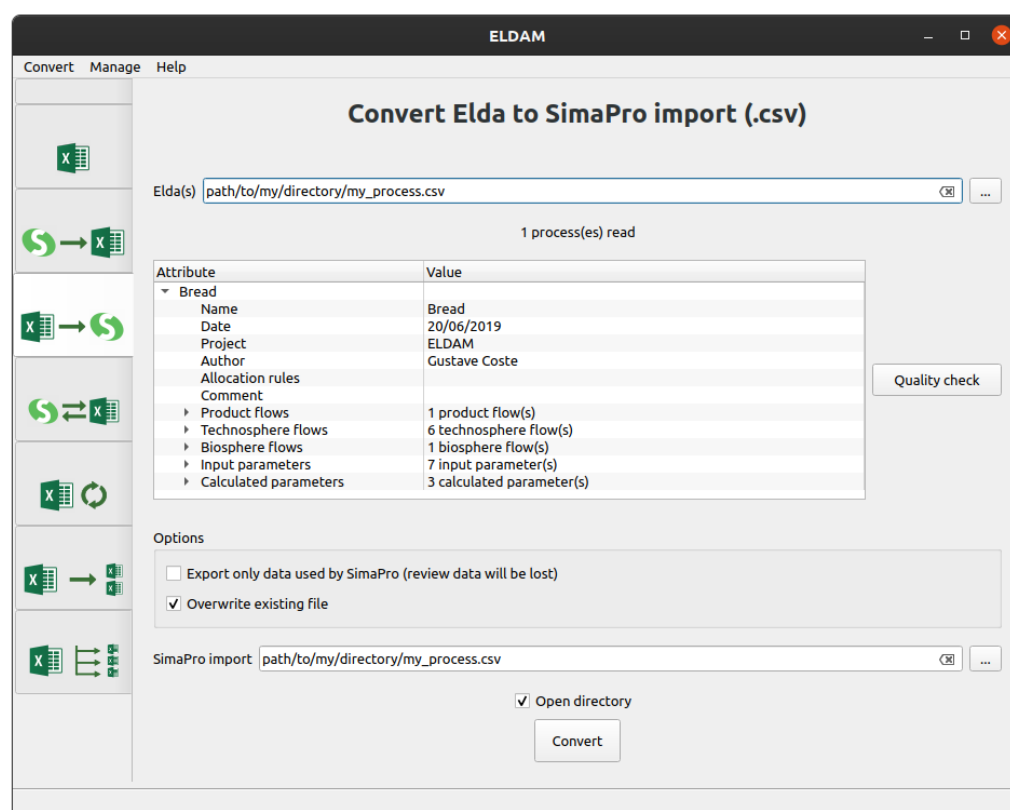 ELDAM
Convert Manage Help
Convert Elda to SimaPro import (.csv)
Elda(s) path/to/my/directory/my_process.csv ...
1 process(es) read
Attribute Value
Bread
Name Bread
Date 20/06/2019
Project ELDAM
Author Gustave Coste
Allocation rules
Comment
Product flows 1 product flow(s)
Technosphere flows 6 technosphere flow(s)
Biosphere flows 1 biosphere flow(s)
Input parameters 7 input parameter(s)
Calculated parameters 3 calculated parameter(s)
Quality check
Options
Export only data used by SimaPro (review data will be lost)
Overwrite existing file
SimaPro import path/to/my/directory/my_process.csv ...
Open directory
Convert